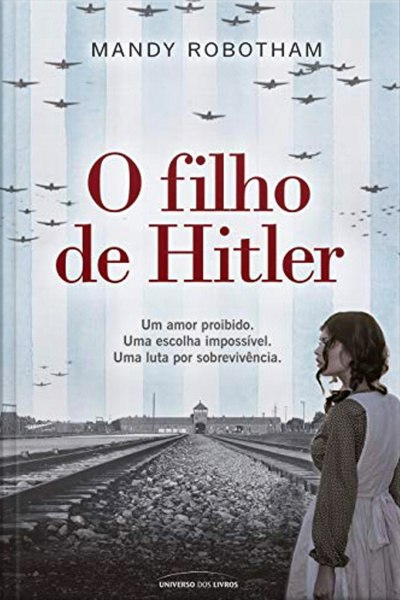 MANDY ROBOTHAM
O filho
de Hitler
Um amor proibido.
Uma escolha impossível.
Uma luta por sobrevivência.
UNIVERSO DOS LIVROS